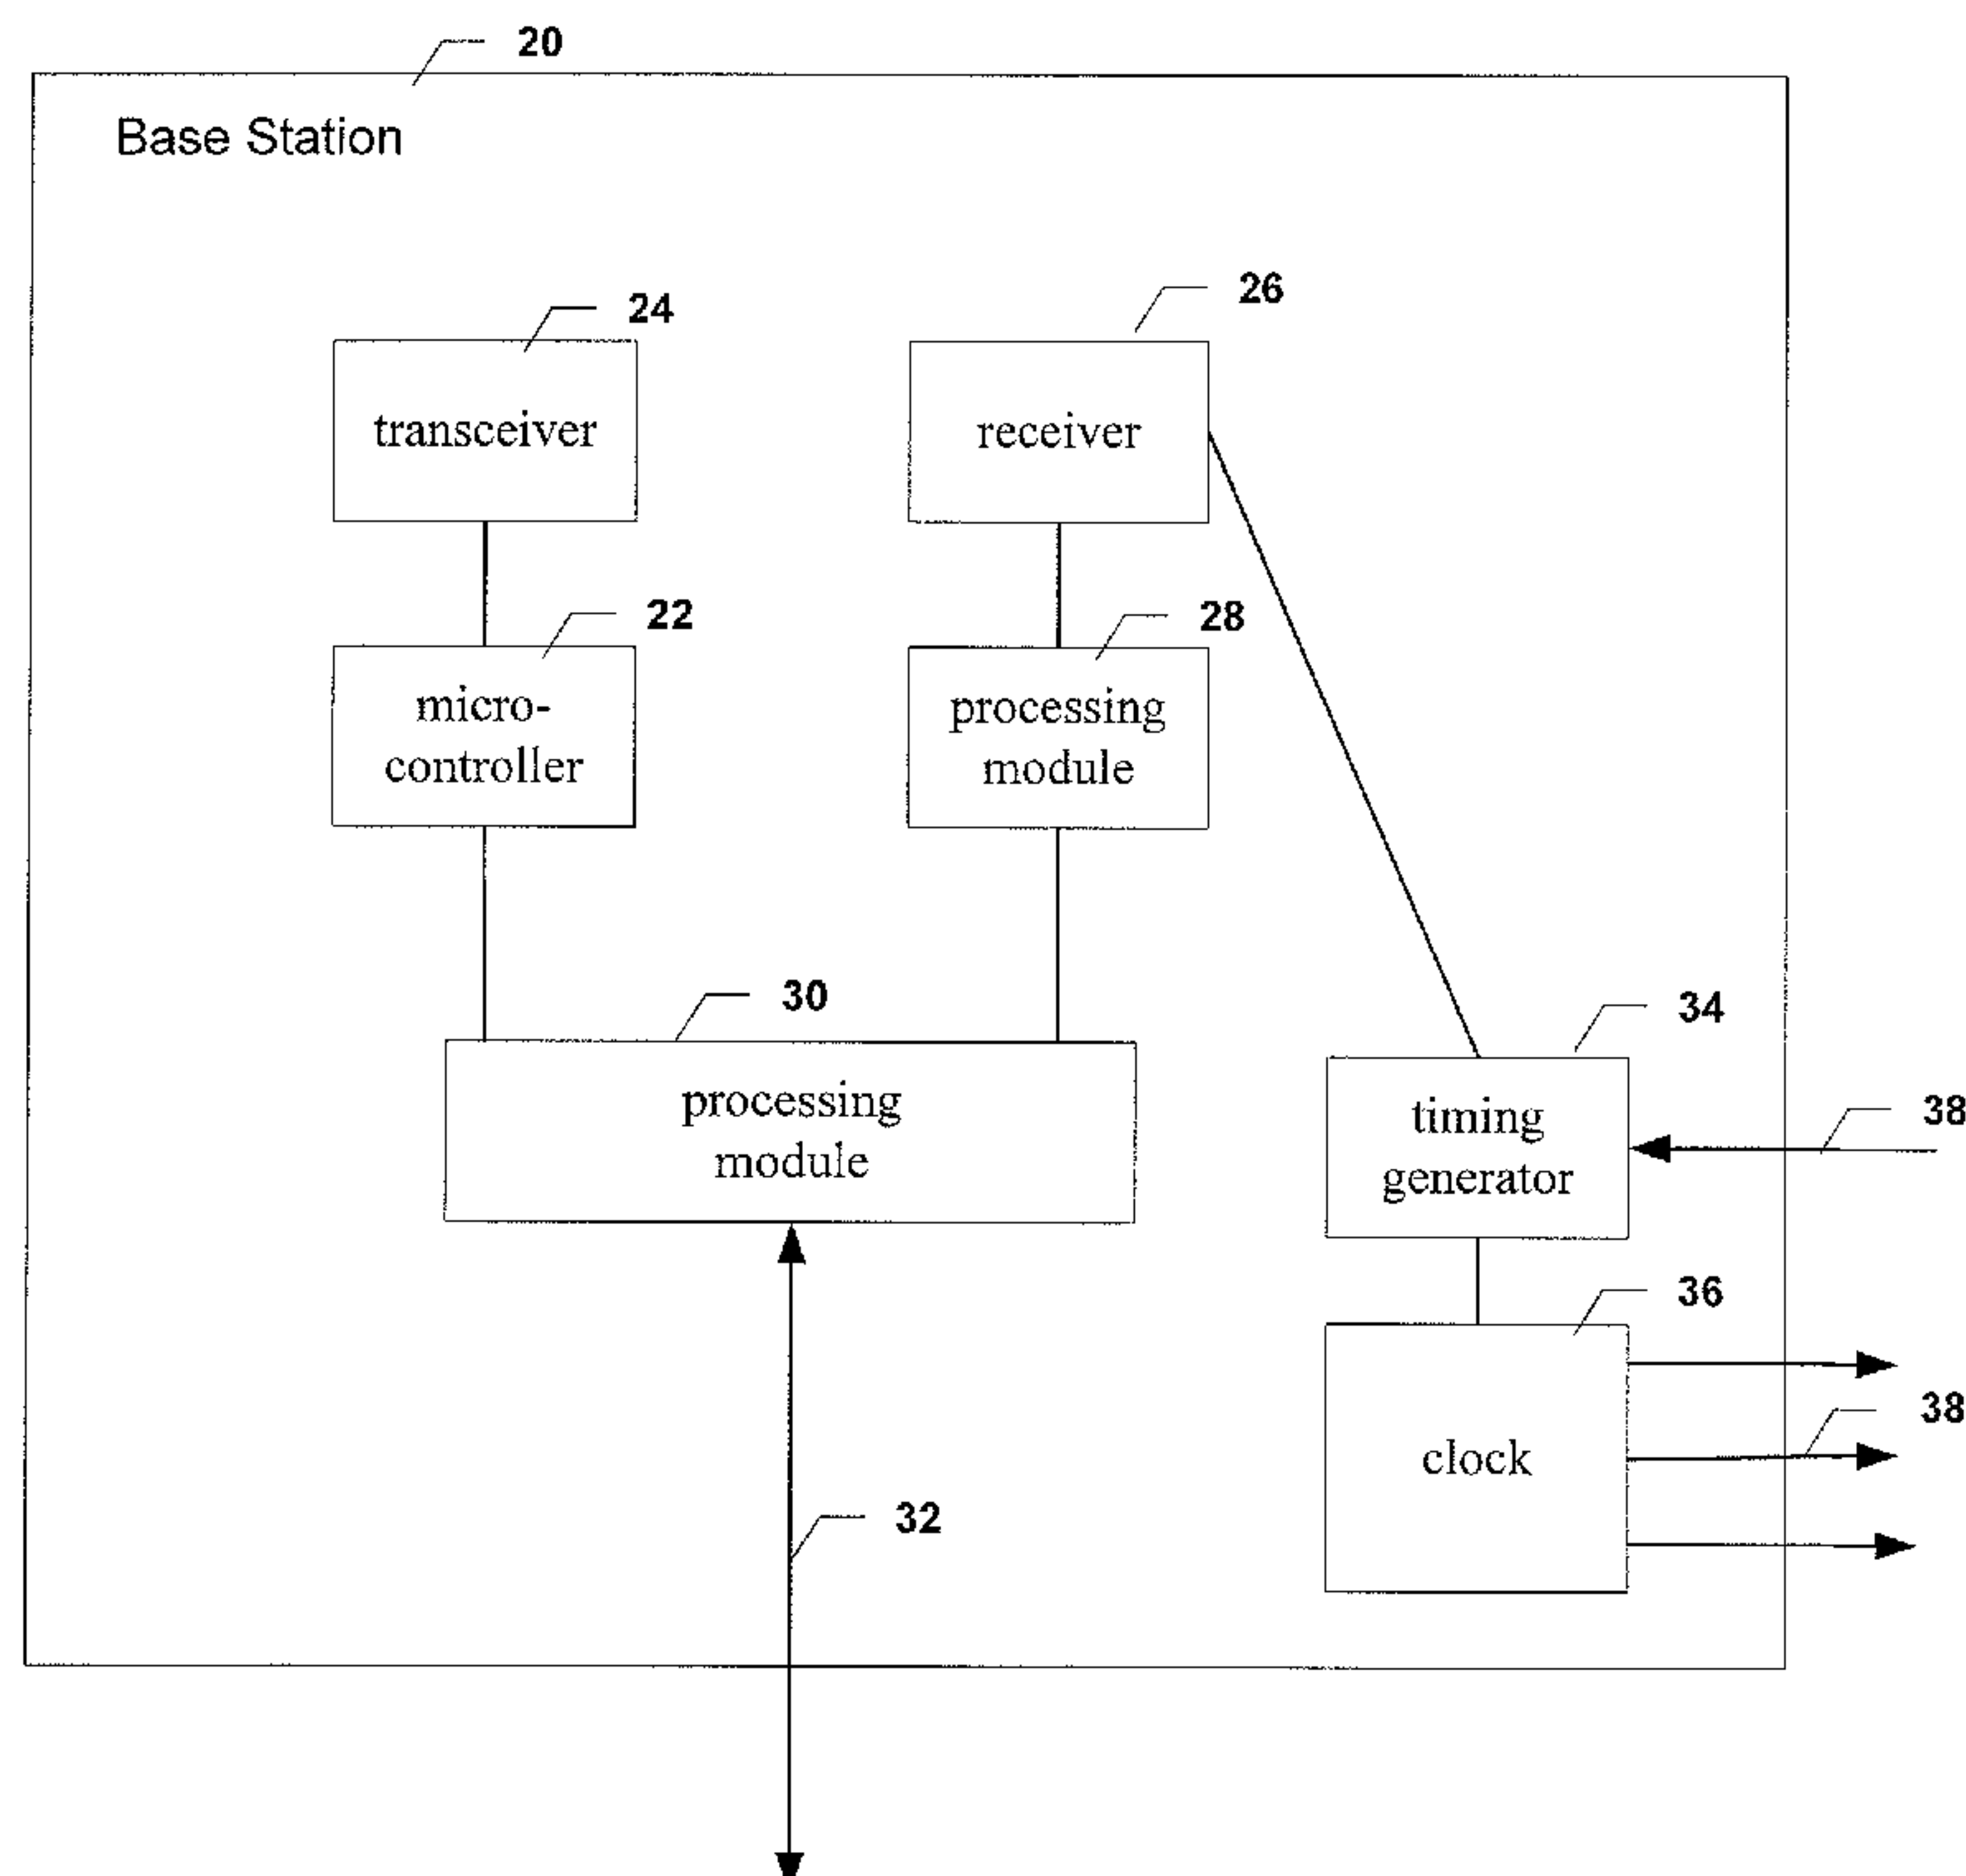 20
Base Station
24
26
transceiver
receiver
22
28
micro-
controller
processing
module
30
34
processing
module
timing
generator
38
36
38
clock
32